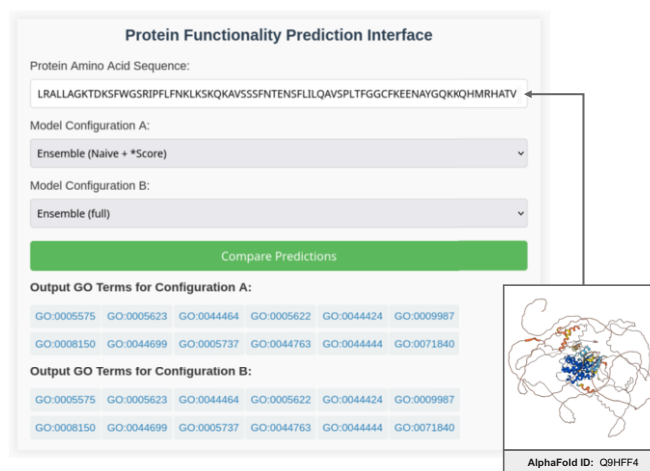 Protein Functionality Prediction Interface
Protein Amino Acid Sequence:
LRALLAGKTDKSFWGSRIPFLFNKLKSKQKAVSSSFNTENSFLILQAVSPLTFGGCFKEENAYGQKKQHMRHATV
Model Configuration A:
Ensemble (Naive + *Score)
Model Configuration B:
Ensemble (full)
Compare Predictions
Output GO Terms for Configuration A:
GO:0005575 GO:0005623 GO:0044464 GO:0005622 GO:0044424 GO:0009987
GO:0008150 GO:0044699 GO:0005737 GO:0044763 GO:0044444 GO:0071840
Output GO Terms for Configuration B:
GO:0005575 GO:0005623 GO:0044464 GO:0005622 GO:0044424 GO:0009987
GO:0008150 GO:0044699 GO:0005737 GO:0044763 GO:0044444 GO:0071840
AlphaFold ID: Q9HFF4